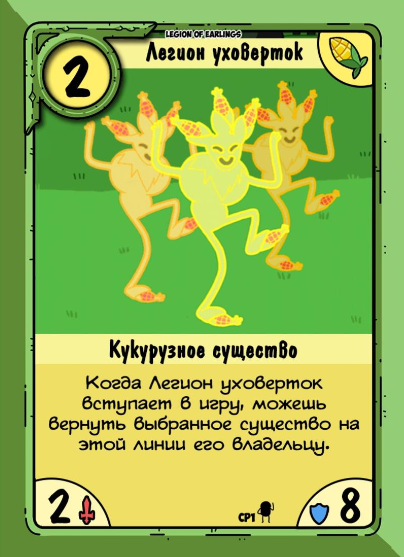 LEGION OF EARLINGS
2
Легион уховерток
Кукурузное существо
Когда Легион уховерток
вступает в игру, можешь
вернуть выбранное существо на
этой линии его владельцу.
2
CP1
8